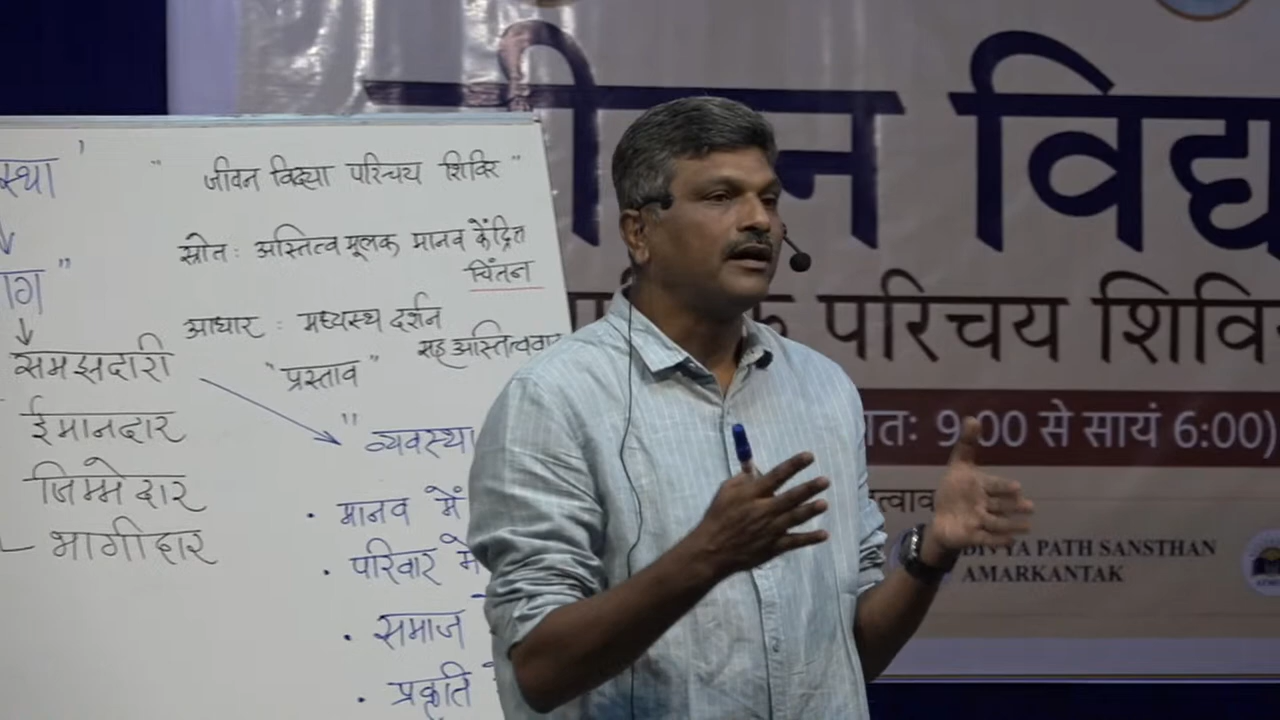 " जीवन विद्या परिचय शिविर "
स्रोत : अस्तित्व मूलक मानव केंद्रित
चिंतन
आधार : मध्यस्थ दर्शन
सह अस्तित्ववाद
" प्रस्ताव "
समझदारी
ईमानदार
जिम्मेदार
भागीदार
" व्यवस्था
• मानव में
• परिवार में
• समाज
• प्रकृति
विद्
परिचय
9:00 से सायं 6:00)
DIVYA PATH SANSTHAN
AMARKANTAK